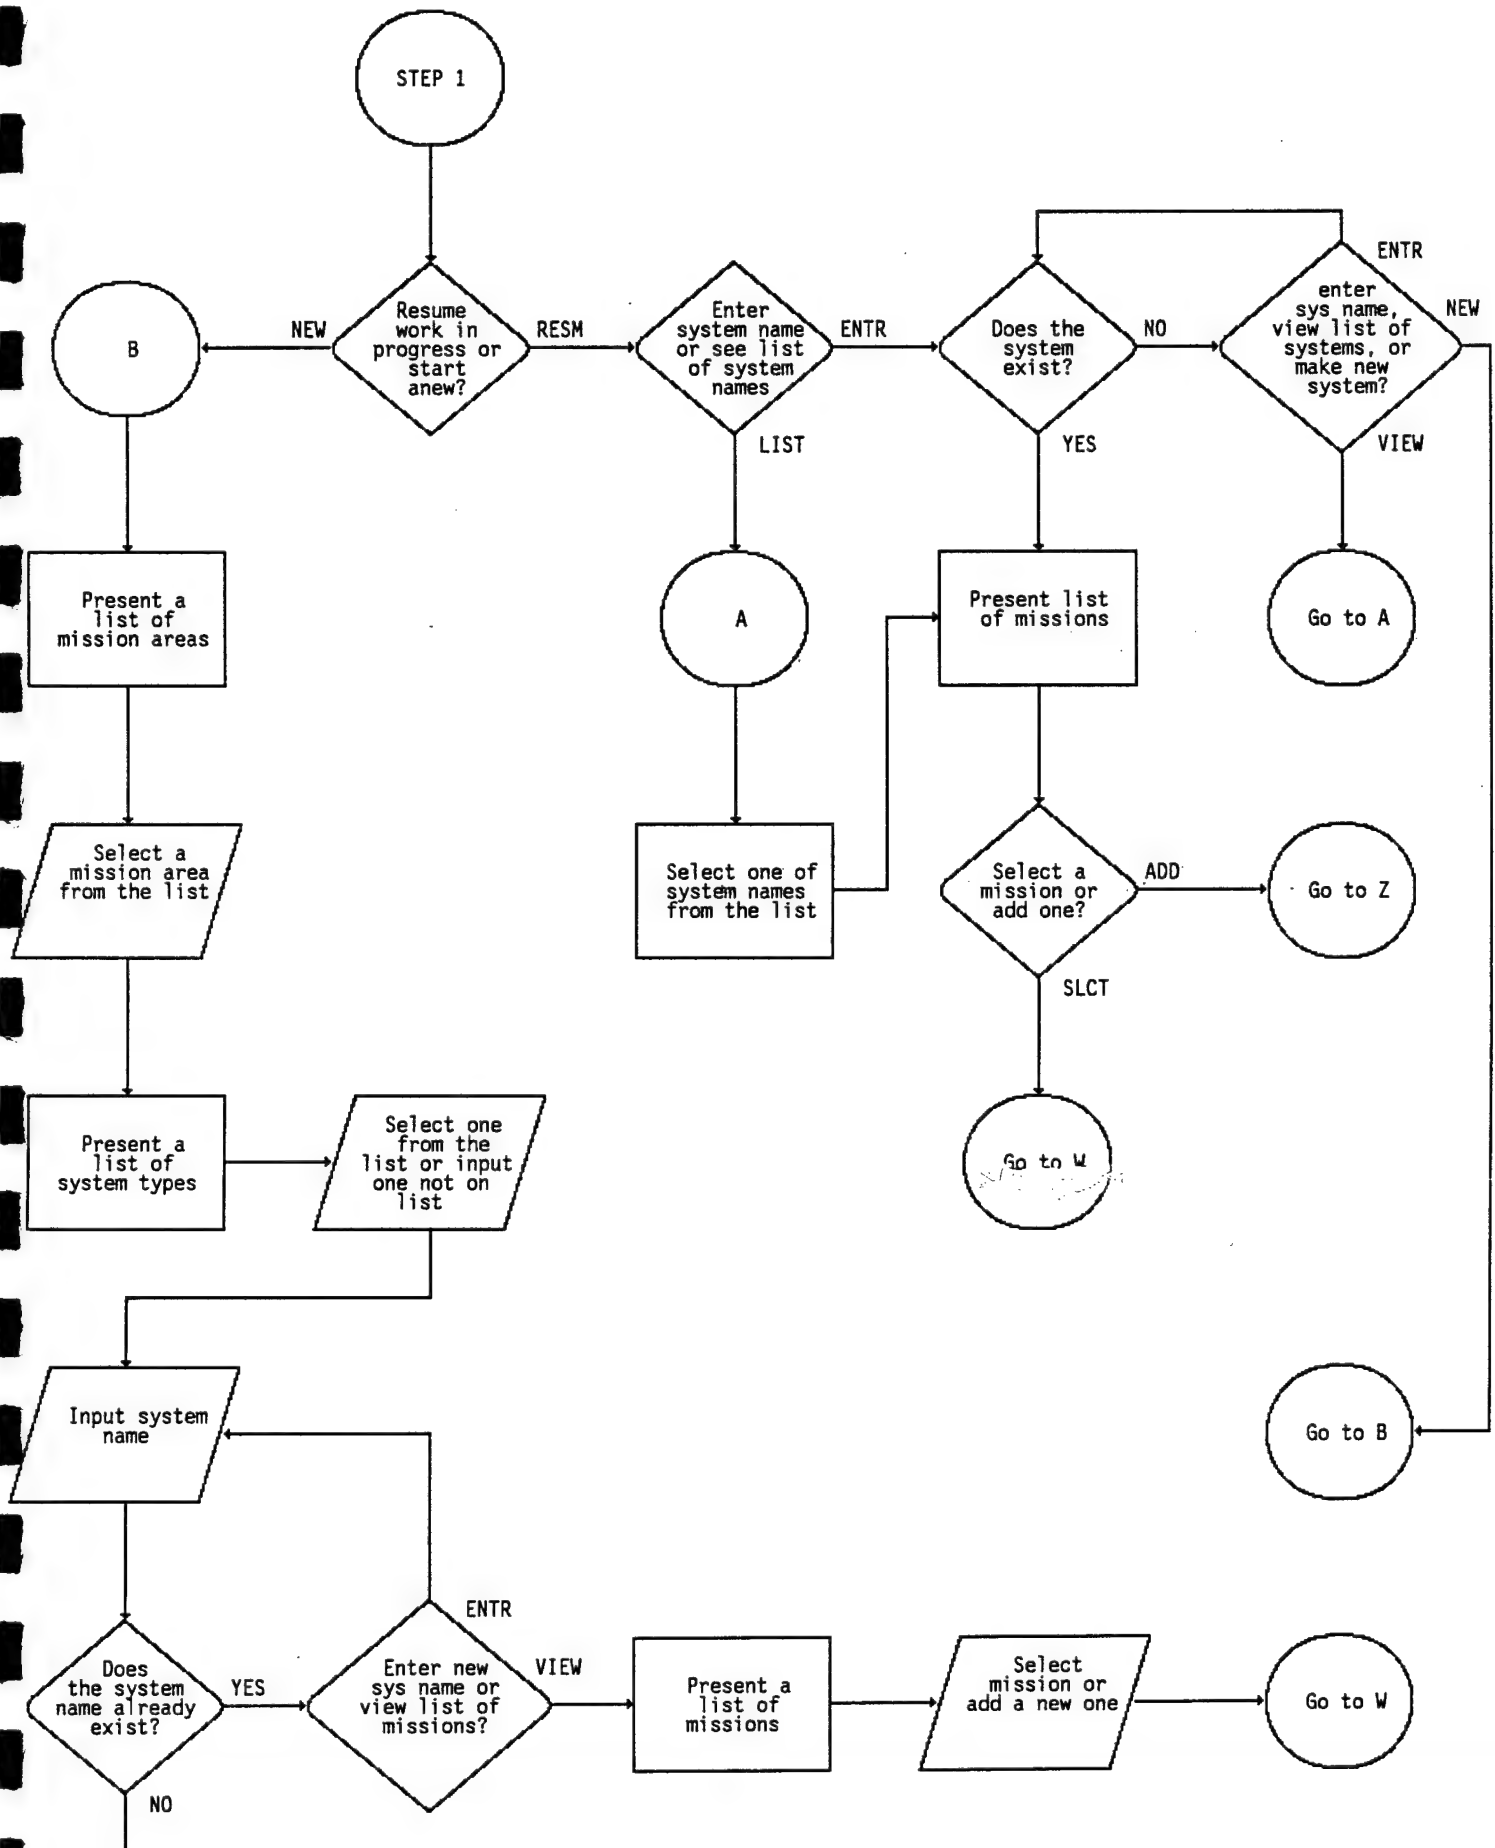 STEP 1
B
NEW
Resume
work in
progress or
start
anew?
RESM
Enter
system name
or see list
of system
names
ENTR
LIST
Does the
system
exist?
NO
YES
ENTR
enter
sys name,
view list of
systems, or
make new
system?
NEW
VIEW
Present a
list of
mission areas
A
Present list
of missions
Go to A
Select a
mission area
from the list
Select one of
system names
from the list
Select a
mission or
add one?
ADD
Go to Z
SLCT
Present a
list of
system types
Select one
from the
list or input
one not on
list
Go to W
Input system
name
Go to B
Does
the system
name already
exist?
YES
NO
ENTR
Enter new
sys name or
view list of
missions?
VIEW
Present a
list of
missions
Select
mission or
add a new one
Go to W